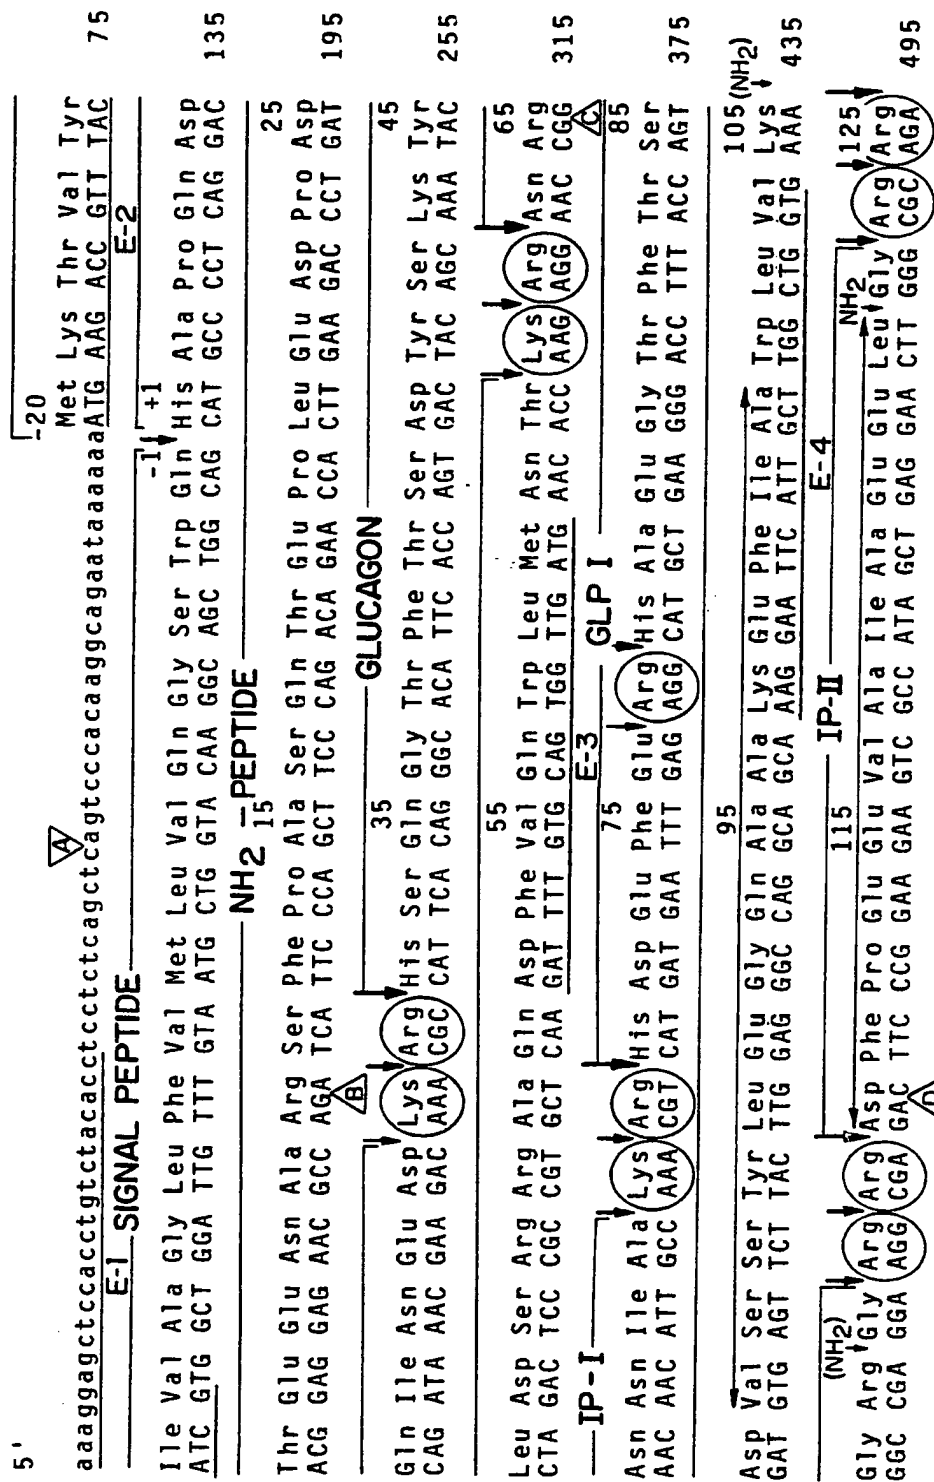 5'
-20
Met Lys Thr Val Tyr
A
aaaggagctccacctgtctacacctcctctcagctcagtcccacaaggcagaataaaaaaATG AAG ACC GTT TAC 75
E-1 SIGNAL PEPTIDE E-2
-1 +1
Ile Val Ala Gly Leu Phe Val Met Leu Val Gln Gly Ser Trp Gln His Ala Pro Gln Asp
ATC GTG GCT GGA TTG TTT GTA ATG CTG GTA CAA GGC AGC TGG CAG CAT GCC CCT CAG GAC 135
NH2 -PEPTIDE
15 25
Thr Glu Glu Asn Ala Arg Ser Phe Pro Ala Ser Gln Thr Glu Pro Leu Glu Asp Pro Asp
ACG GAG GAG AAC GCC AGA TCA TTC CCA GCT TCC CAG ACA GAA CCA CTT GAA GAC CCT GAT 195
B GLUCAGON
35 45
Gln Ile Asn Glu Asp Lys Arg His Ser Gln Gly Thr Phe Thr Ser Asp Tyr Ser Lys Tyr
CAG ATA AAC GAA GAC AAA CGC CAT TCA CAG GGC ACA TTC ACC AGT GAC TAC AGC AAA TAC 255
55 65
Leu Asp Ser Arg Arg Ala Gln Asp Phe Val Gln Trp Leu Met Asn Thr Lys Arg Asn Arg
CTA GAC TCC CGC CGT GCT CAA GAT TTT GTG CAG TGG TTG ATG AAC ACC AAG AGG AAC CGG 315
IP-I E-3 GLP I C
75 85
Asn Asn Ile Ala Lys Arg His Asp Glu Phe Glu Arg His Ala Glu Gly Thr Phe Thr Ser
AAC AAC ATT GCC AAA CGT CAT GAT GAA TTT GAG AGG CAT GCT GAA GGG ACC TTT ACC AGT 375
95 105 (NH2)
Asp Val Ser Ser Tyr Leu Glu Gly Gln Ala Ala Lys Glu Phe Ile Ala Trp Leu Val Lys
GAT GTG AGT TCT TAC TTG GAG GGC CAG GCA GCA AAG GAA TTC ATT GCT TGG CTG GTG AAA 435
IP-II E-4
(NH2) 115 NH2 125
Gly Arg Gly Arg Arg Asp Phe Pro Glu Glu Val Ala Ile Ala Glu Glu Leu Gly Arg Arg
GGC CGA GGA AGG CGA GAC TTC CCG GAA GAA GTC GCC ATA GCT GAG GAA CTT GGG CGC AGA 495
D